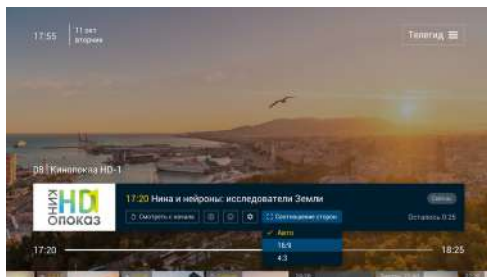 17:55
11 окт
вторник
Телегид
08 | Кинопоказ HD-1
КИН
HD
Опоказ
17:20 Нина и нейроны: исследователи Земли
Сейчас
Смотреть с начала
Соотношение сторон
Осталось 0:25
Авто
16:9
4:3
17:20
18:25